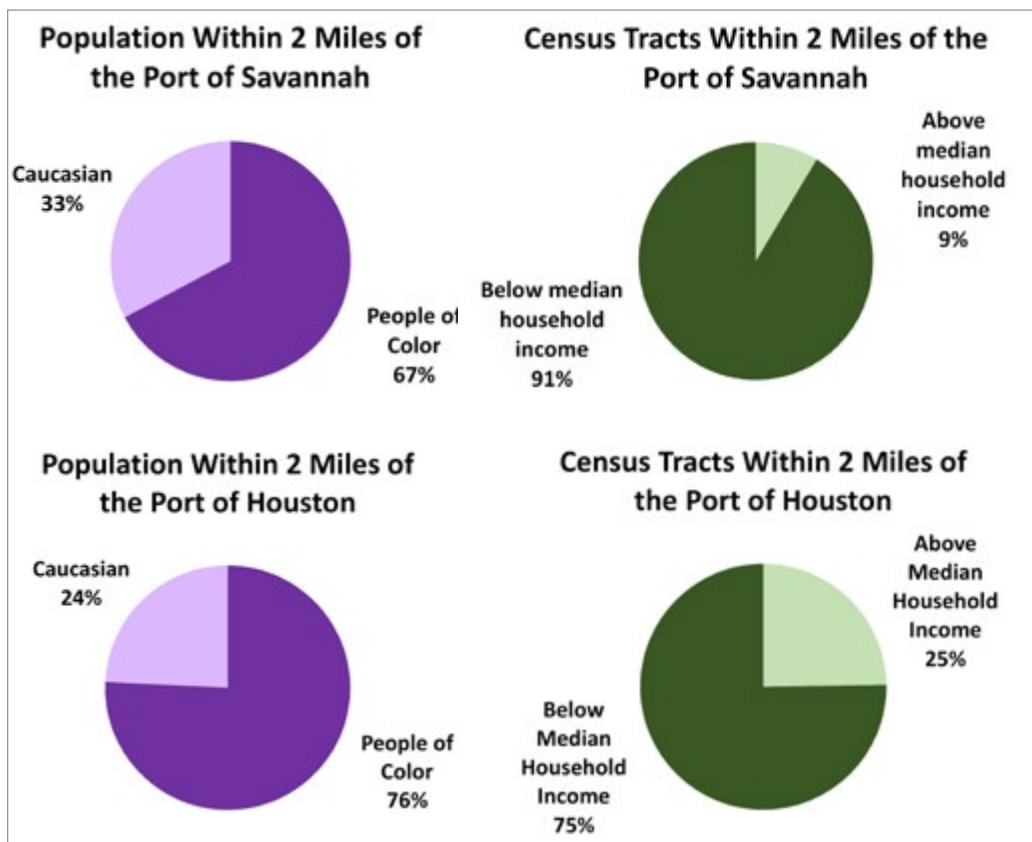 Population Within 2 Miles of
the Port of Savannah
Caucasian
33%
People of
Color
67%
Census Tracts Within 2 Miles of the
Port of Savannah
Above
median
household
income
9%
Below median
household
income
91%
Population Within 2 Miles of
the Port of Houston
Caucasian
24%
People of
Color
76%
Census Tracts Within 2 Miles of
the Port of Houston
Above
Median
Household
Income
25%
Below
Median
Household
Income
75%